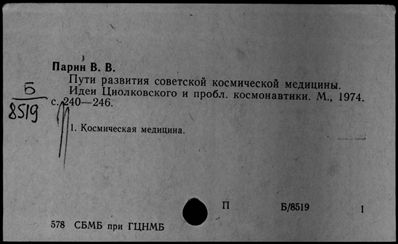 Парин В. В.
Пути развития советской космической медицины.
Идеи Циолковского и пробл. космонавтики. М., 1974.
с. 240—246.
Б
8519
1. Космическая медицина.
П Б/8519 1
578 СБМБ при ГЦНМБ